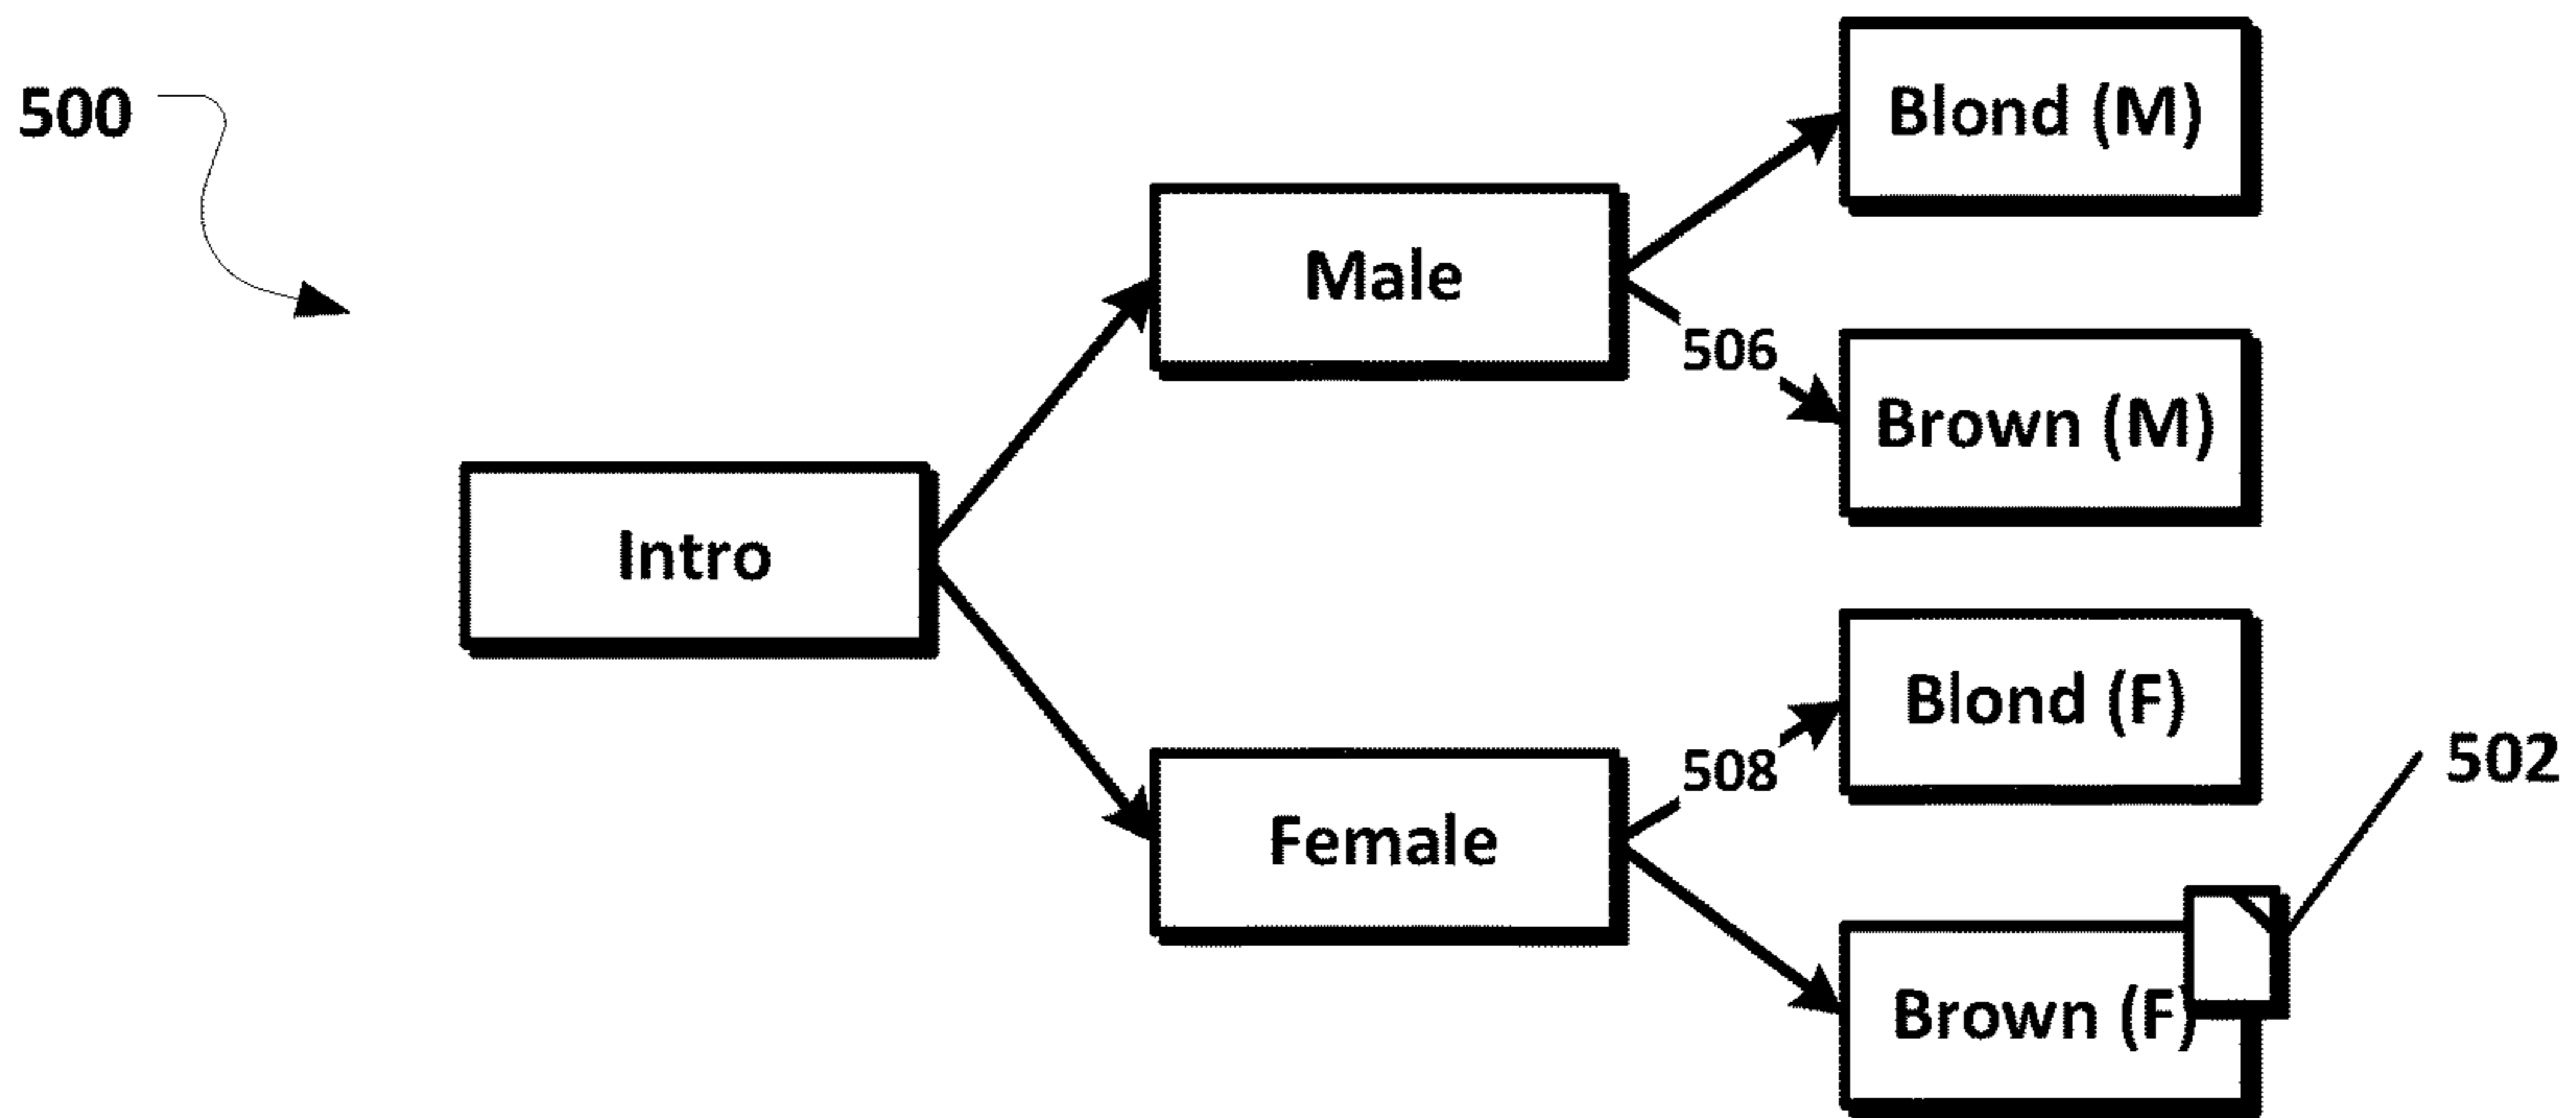 500
Blond (M)
Male
506
Brown (M)
Intro
Blond (F)
508
502
Female
Brown (F)